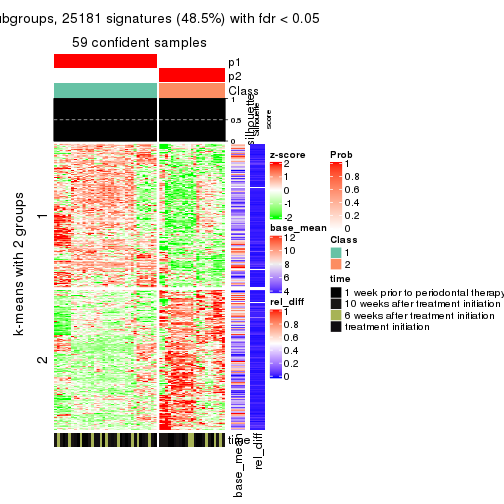 ubgroups, 25181 signatures (48.5%) with fdr < 0.05
59 confident samples
p1
p2
Class
1
0.5
0
silhouette
Silhouette
score
k-means with 2 groups
1
2
time
base_mean
rel_diff
z-score
2
1
0
-1
-2
base_mean
12
10
8
6
4
rel_diff
1
0.8
0.6
0.4
0.2
0
Prob
1
0.8
0.6
0.4
0.2
0
Class
1
2
time
1 week prior to periodontal therapy
10 weeks after treatment initiation
6 weeks after treatment initiation
treatment initiation